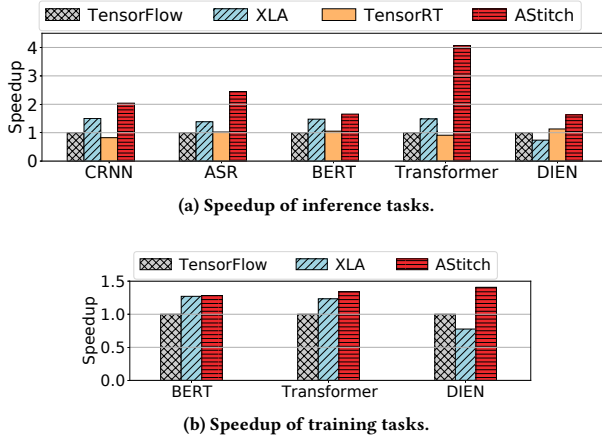 TensorFlow XLA TensorRT AStitch
4
3
2
1
0
Speedup
CRNN ASR BERT Transformer DIEN
(a) Speedup of inference tasks.
TensorFlow XLA AStitch
1.5
1.0
0.5
0.0
Speedup
BERT Transformer DIEN
(b) Speedup of training tasks.